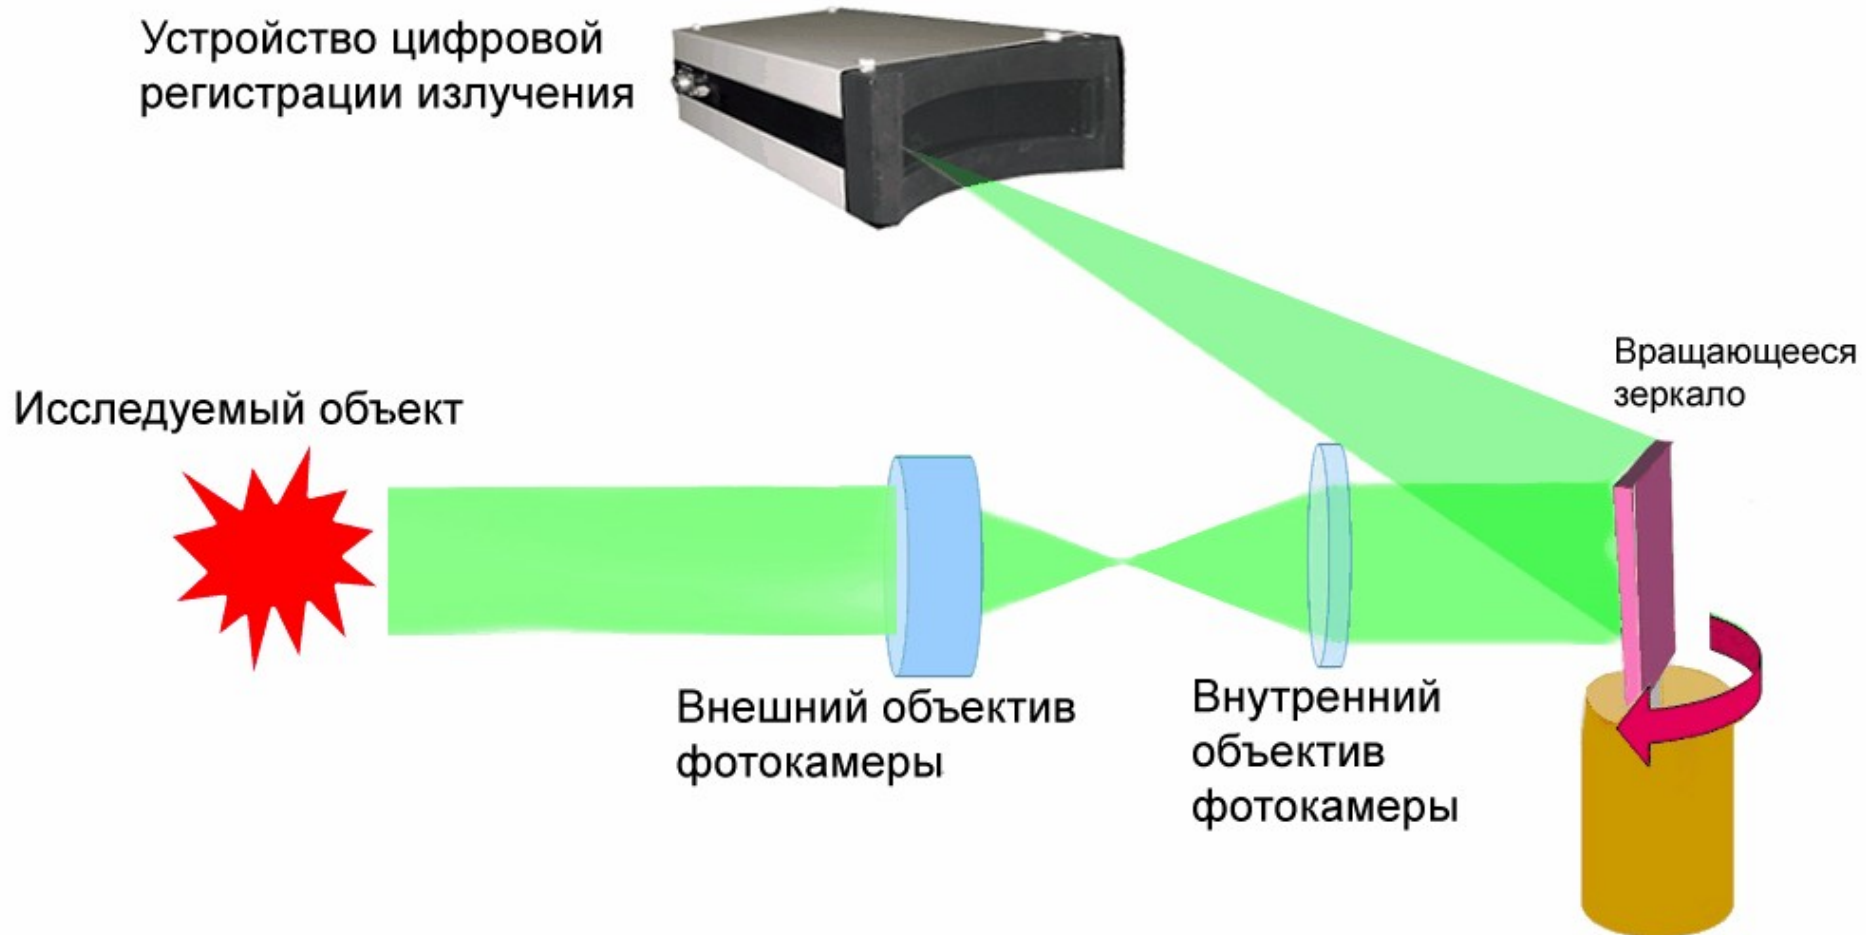 Устройство цифровой
регистрации излучения
Вращающееся
зеркало
Исследуемый объект
Внешний объектив
фотокамеры
Внутренний
объектив
фотокамеры